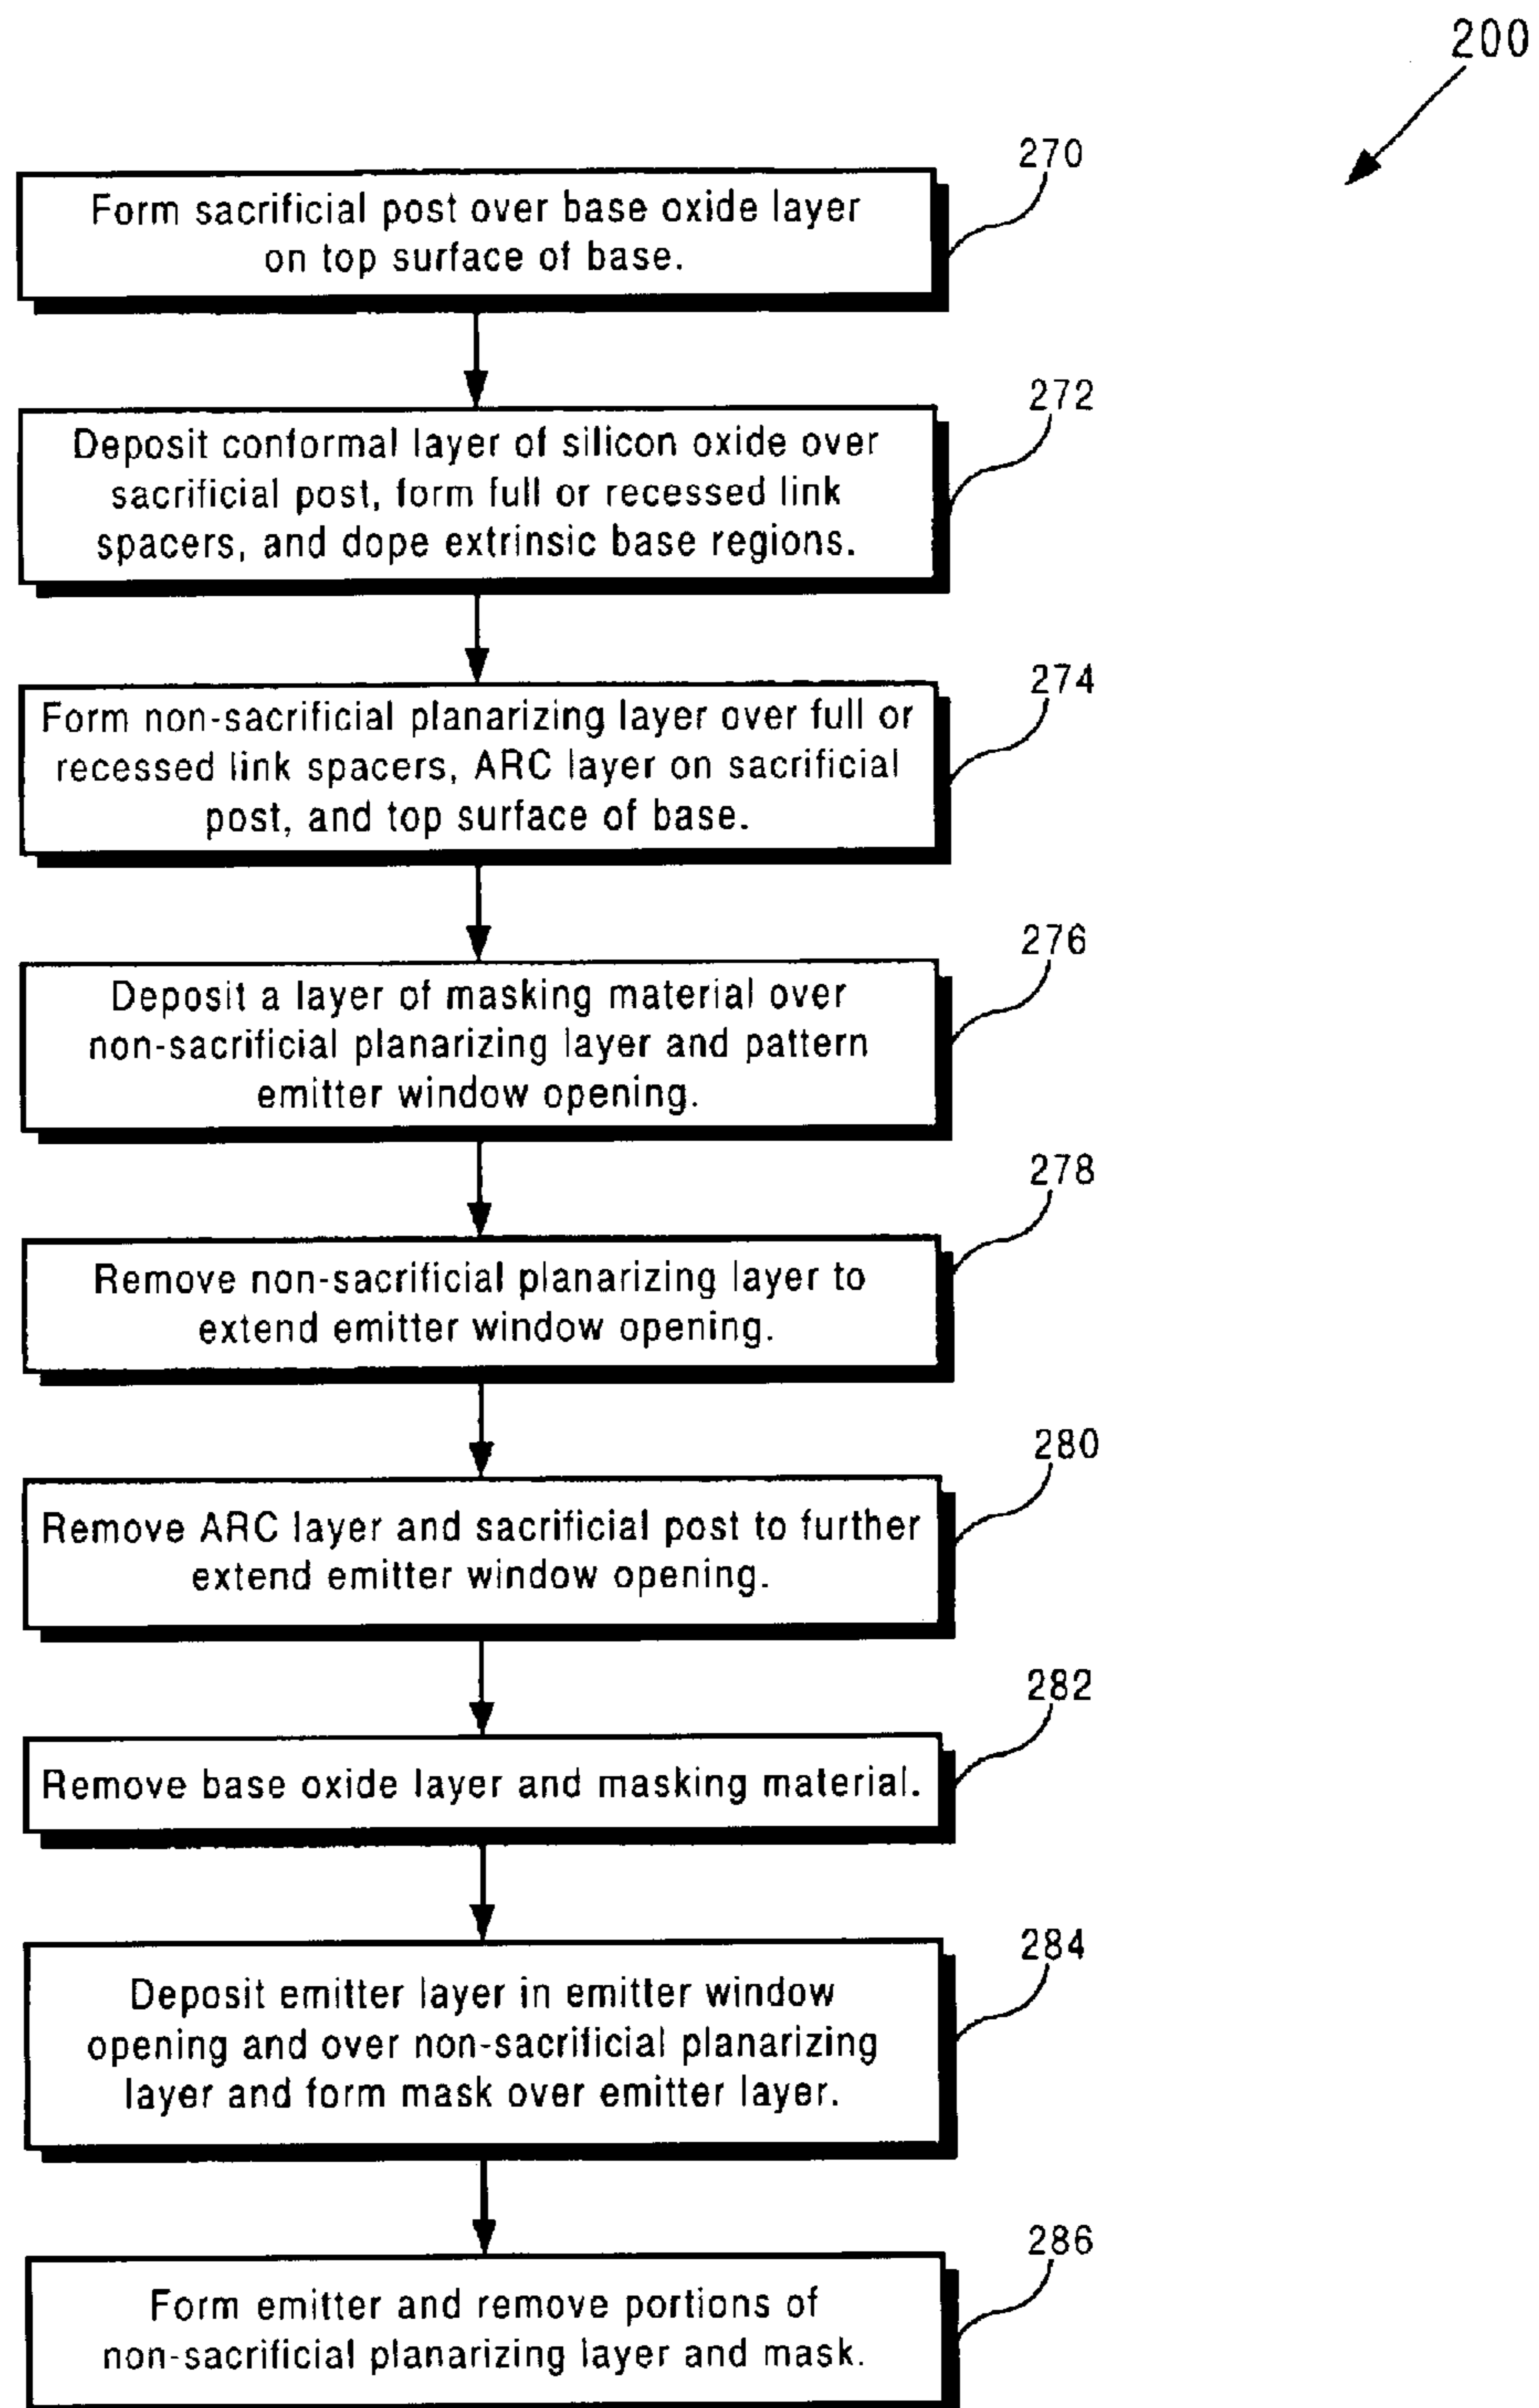 200
270
Form sacrificial post over base oxide layer
on top surface of base.
272
Deposit conformal layer of silicon oxide over
sacrificial post, form full or recessed link
spacers, and dope extrinsic base regions.
274
Form non-sacrificial planarizing layer over full or
recessed link spacers, ARC layer on sacrificial
post, and top surface of base.
276
Deposit a layer of masking material over
non-sacrificial planarizing layer and pattern
emitter window opening.
278
Remove non-sacrificial planarizing layer to
extend emitter window opening.
280
Remove ARC layer and sacrificial post to further
extend emitter window opening.
282
Remove base oxide layer and masking material.
284
Deposit emitter layer in emitter window
opening and over non-sacrificial planarizing
layer and form mask over emitter layer.
286
Form emitter and remove portions of
non-sacrificial planarizing layer and mask.